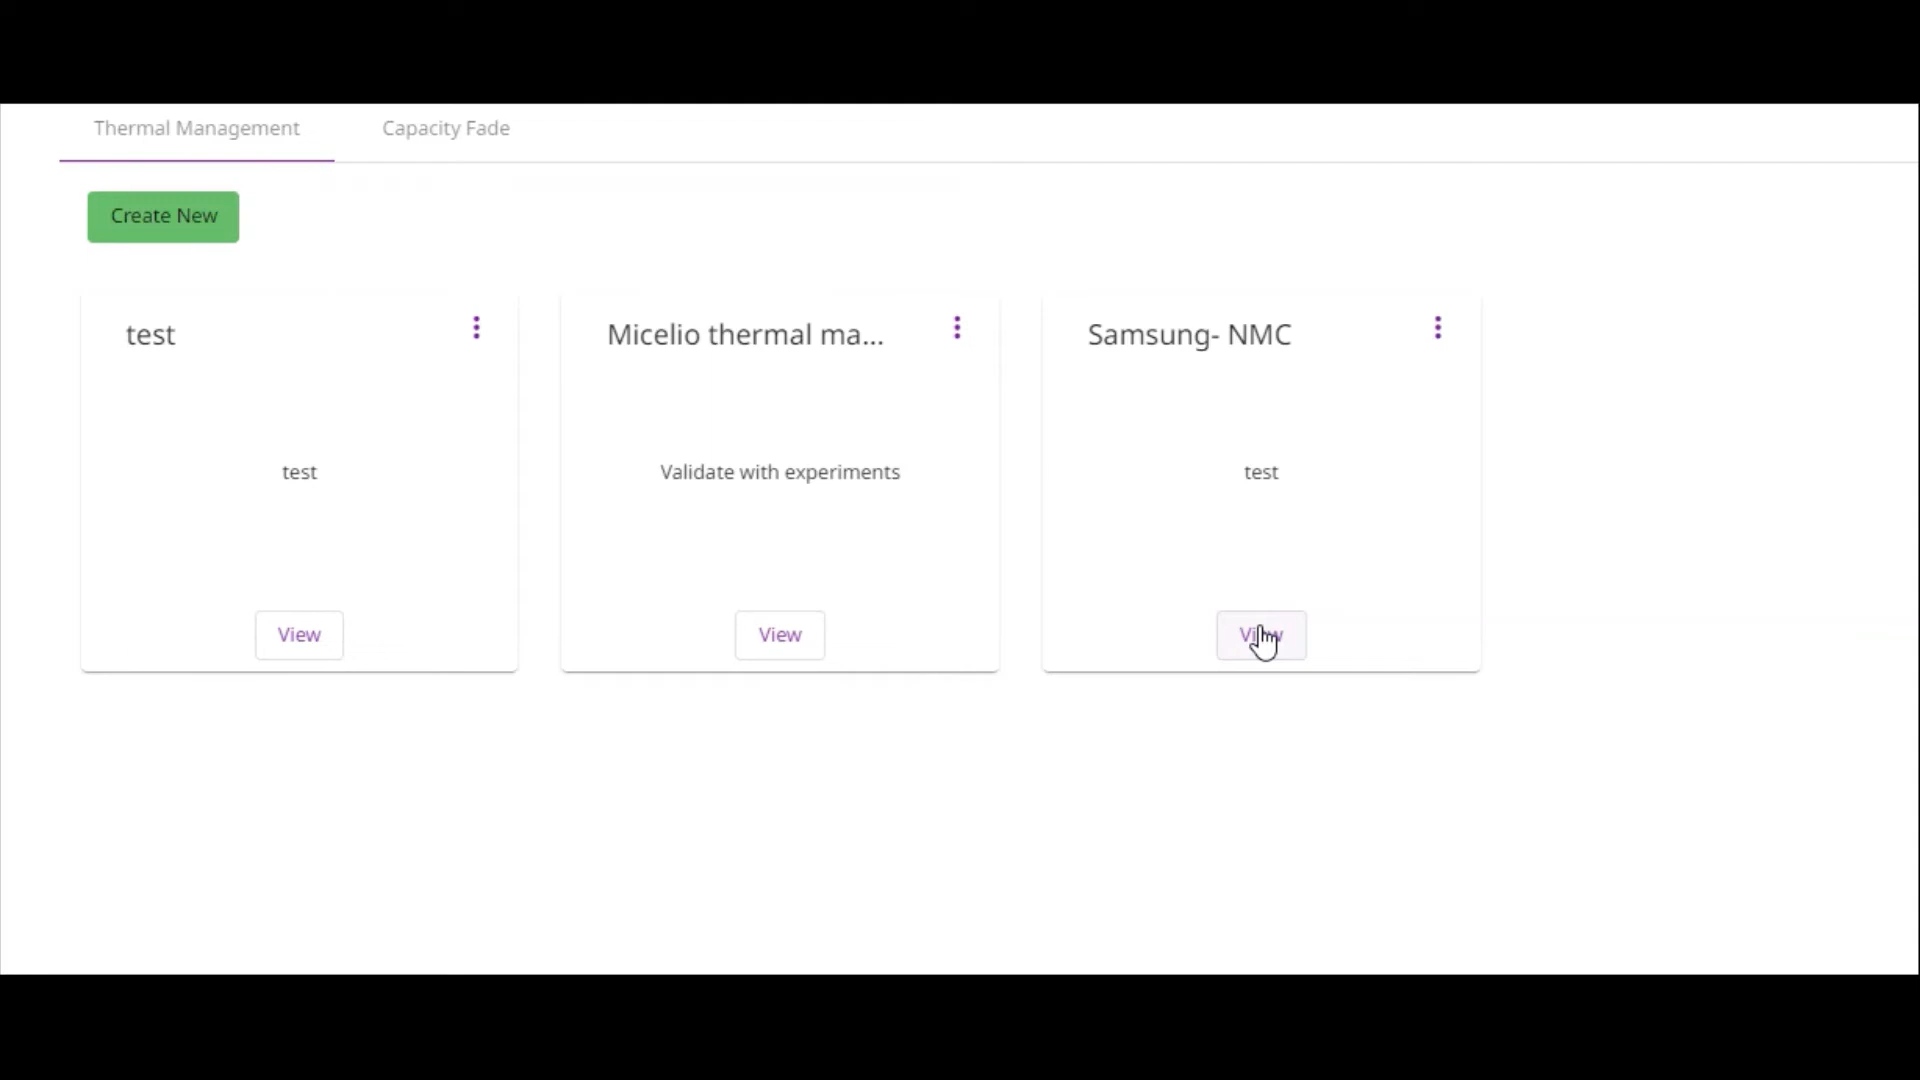 Thermal Management
Capacity Fade
Create New
test
Micelio thermal ma...
Samsung- NMC
test
Validate with experiments
test
View
View
View